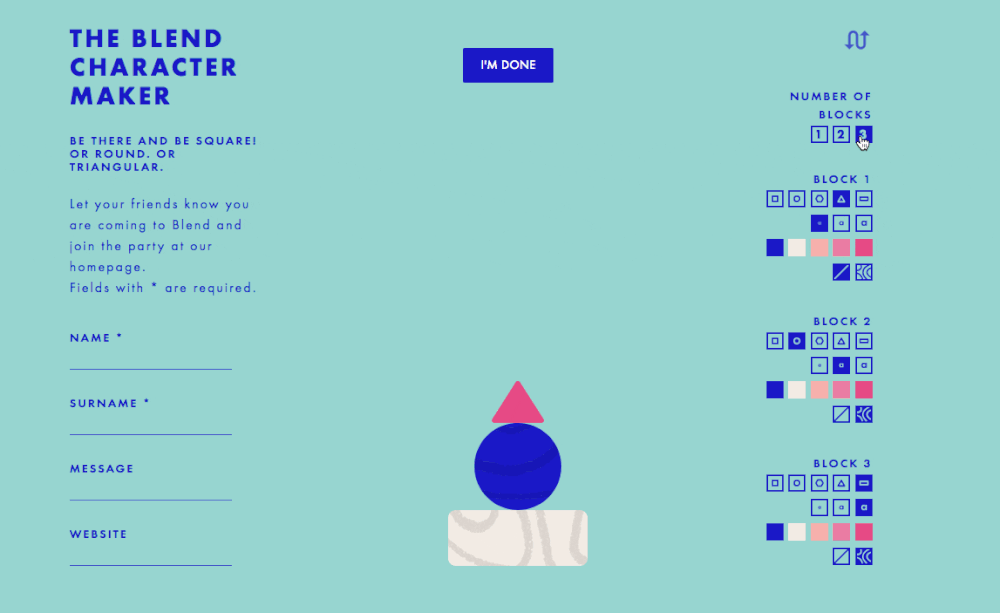 THE BLEND
CHARACTER
MAKER
BE THERE AND BE SQUARE!
OR ROUND. OR
TRIANGULAR.
Let your friends know you
are coming to Blend and
join the party at our
homepage.
Fields with * are required.
NAME *
SURNAME *
MESSAGE
WEBSITE
I'M DONE
NUMBER OF
BLOCKS
1 2 3
BLOCK 1
BLOCK 2
BLOCK 3